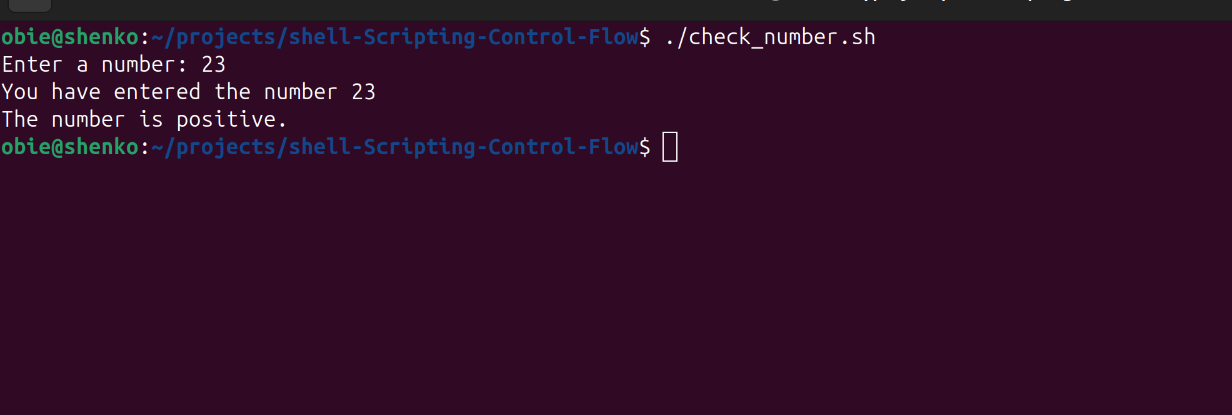 obie@shenko:~/projects/shell-Scripting-Control-Flow$ ./check_number.sh
Enter a number: 23
You have entered the number 23
The number is positive.
obie@shenko:~/projects/shell-Scripting-Control-Flow$